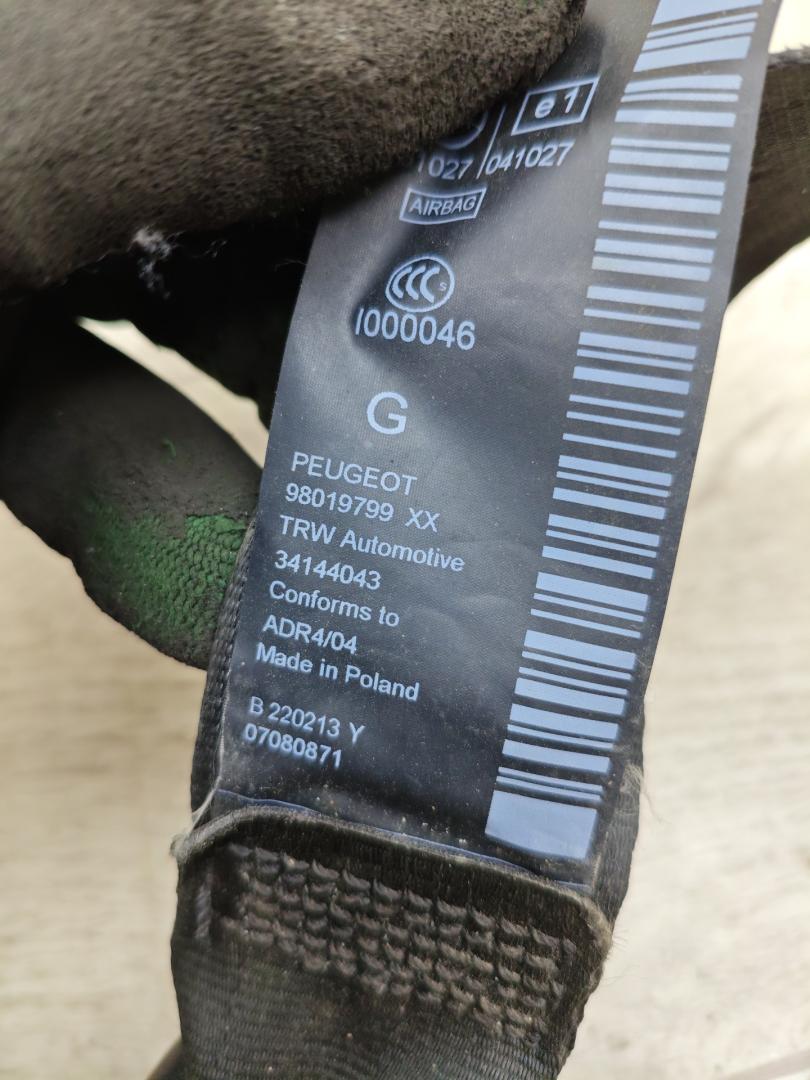 e1
1027 / 041027
AIRBAG
CCC S
I000046
G
PEUGEOT
98019799 XX
TRW Automotive
34144043
Conforms to
ADR4/04
Made in Poland
B 220213 Y
07080871